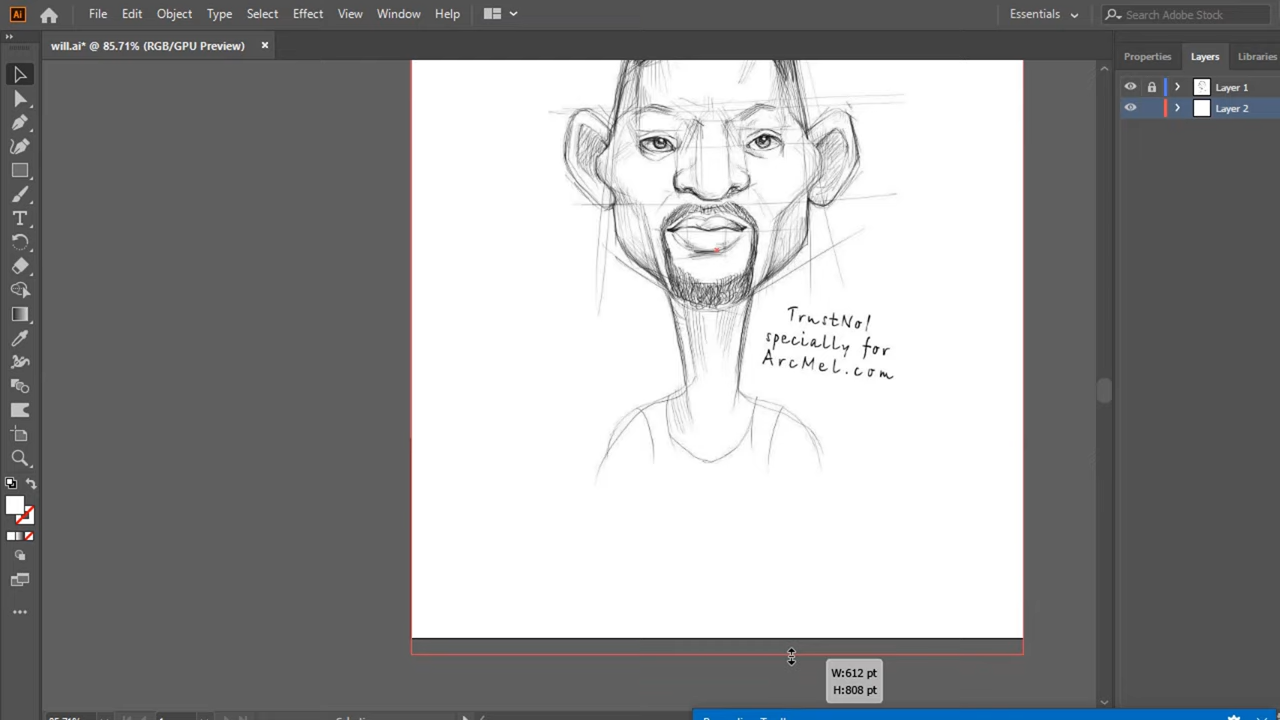 File Edit Object Type Select Effect View Window Help Essentials Search Adobe Stock
will.ai* @ 85.71% (RGB/GPU Preview)
Properties Layers Libraries
Layer 1
Layer 2
TrustNo1
specially for
ArcMel.com
W:612 pt
H:808 pt